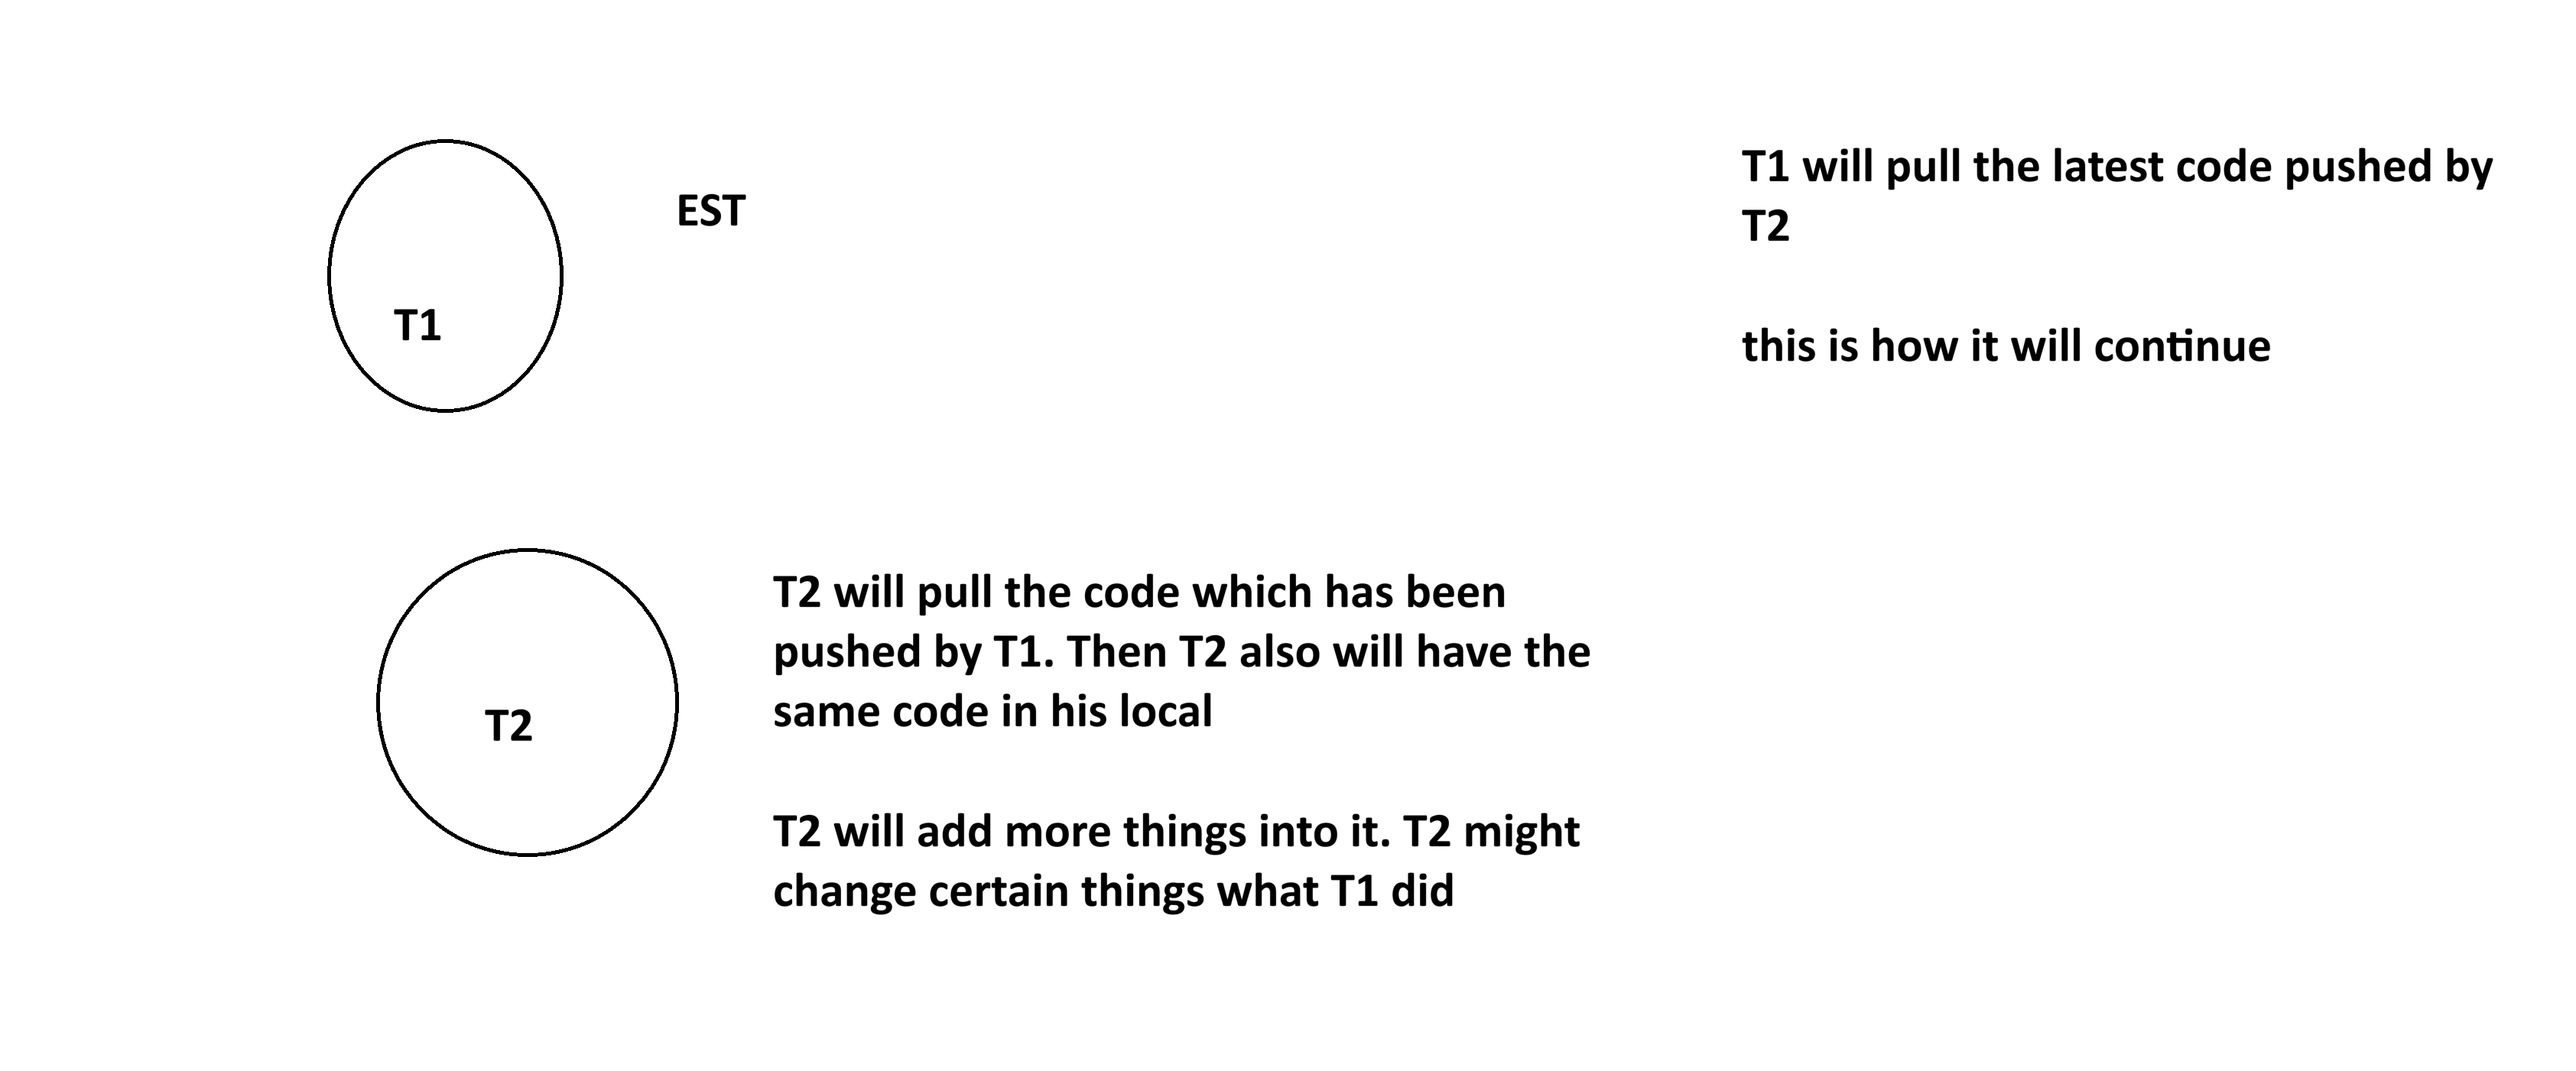 EST
T1
T1 will pull the latest code pushed by
T2
this is how it will continue
T2
T2 will pull the code which has been
pushed by T1. Then T2 also will have the
same code in his local
T2 will add more things into it. T2 might
change certain things what T1 did